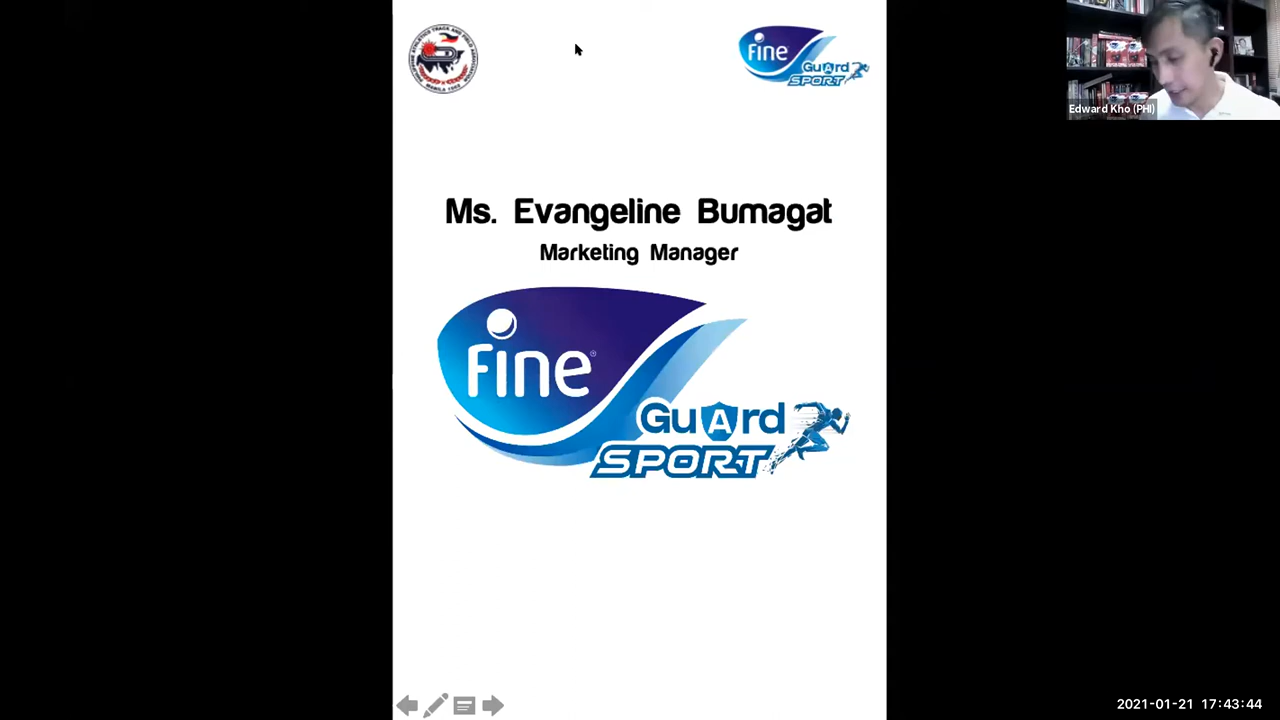 fine
GuArd
SPORT
Edward Kho (PHI)
Ms. Evangeline Bumagat
Marketing Manager
fine®
GuArd
SPORT
2021-01-21 17:43:44